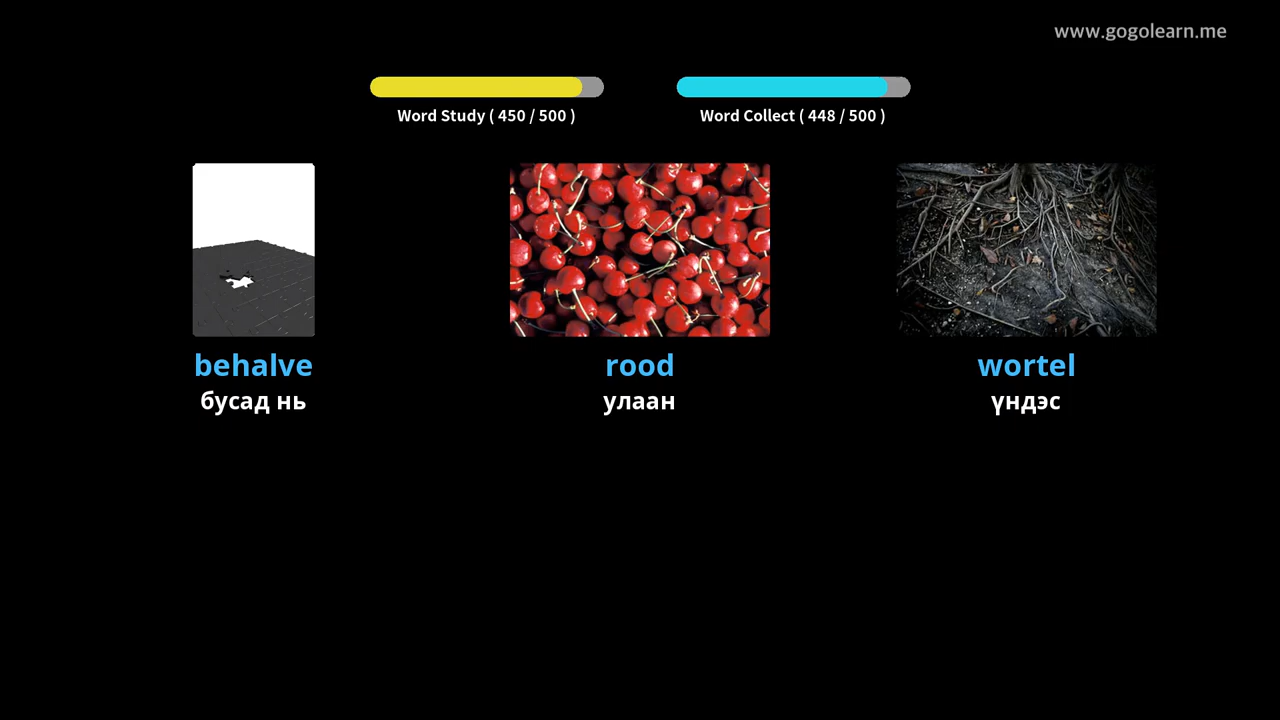 www.gogolearn.me
Word Study ( 450 / 500 )
Word Collect ( 448 / 500 )
behalve
бусад нь
rood
улаан
wortel
үндэс